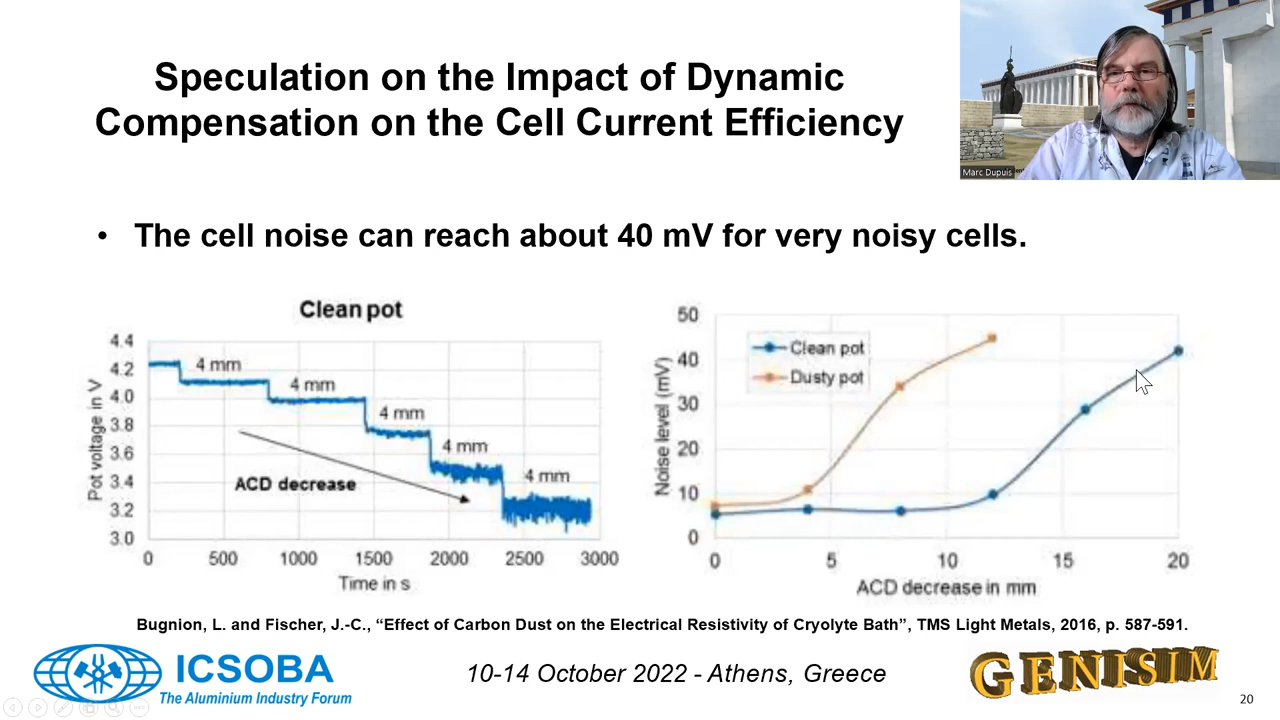 Speculation on the Impact of Dynamic
Compensation on the Cell Current Efficiency
Marc Dupuis
• The cell noise can reach about 40 mV for very noisy cells.
Clean pot
4.4
4.2
4.0
3.8
3.6
3.4
3.2
3.0
Pot voltage in V
4 mm
4 mm
4 mm
4 mm
4 mm
ACD decrease
0 500 1000 1500 2000 2500 3000
Time in s
50
40
30
20
10
0
Noise level (mV)
Clean pot
Dusty pot
0 5 10 15 20
ACD decrease in mm
Bugnion, L. and Fischer, J.-C., “Effect of Carbon Dust on the Electrical Resistivity of Cryolyte Bath”, TMS Light Metals, 2016, p. 587-591.
ICSOBA
The Aluminium Industry Forum
10-14 October 2022 - Athens, Greece
GENISIM
20